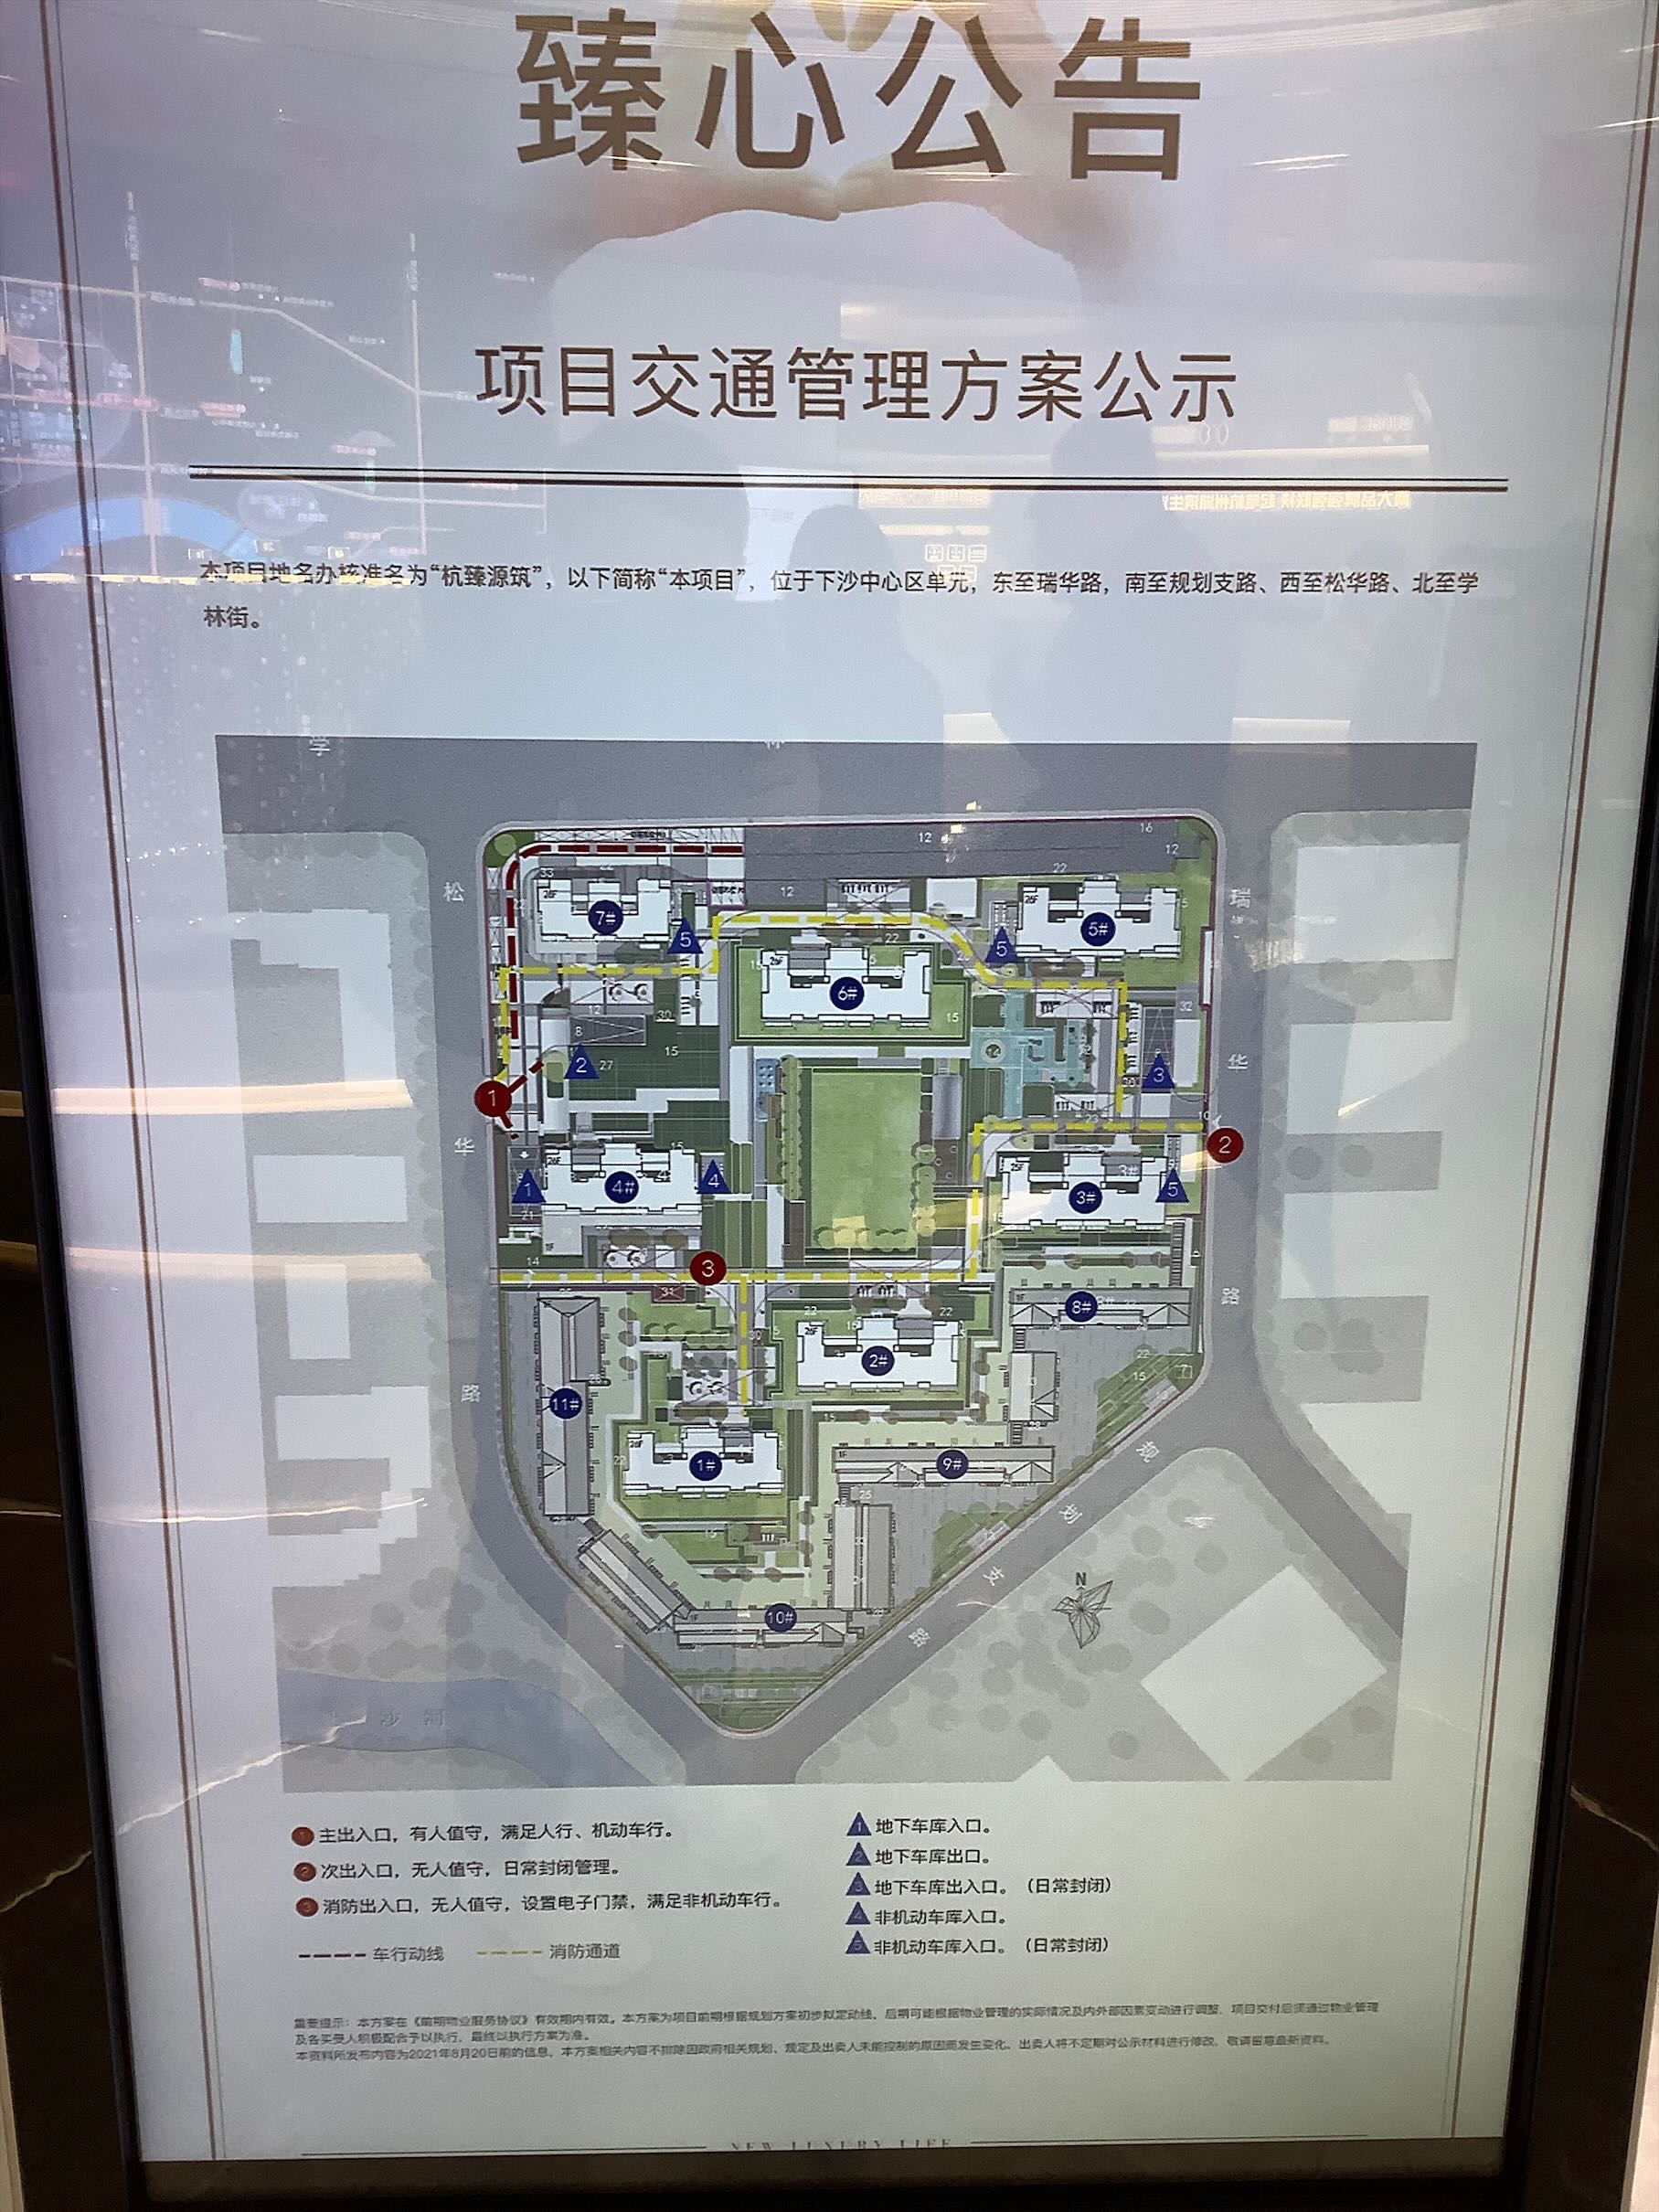 臻心公告
项目交通管理方案公示
本项目地名办核准名为“杭臻源筑”，以下简称“本项目”，位于下沙中心区单元，东至瑞华路，南至规划支路、西至松华路、北至学
林街。
学 林
松 华 路
瑞 华 路
规 划 支 路
7#
5#
6#
4#
3#
8#
2#
11#
1#
9#
10#
N
沙 河
1 主出入口，有人值守，满足人行、机动车行。
2 次出入口，无人值守，日常封闭管理。
3 消防出入口，无人值守，设置电子门禁，满足非机动车行。
车行动线 消防通道
1 地下车库入口。
2 地下车库出口。
3 地下车库出入口。（日常封闭）
4 非机动车库入口。
5 非机动车库入口。（日常封闭）
重要提示：本方案在《前期物业服务协议》有效期内有效。本方案为项目前期根据规划方案初步拟定动线，后期可能根据物业管理的实际情况及内外部因素变动进行调整，项目交付后须通过物业管理
及各买受人积极配合予以执行，最终以执行方案为准。
本资料所发布内容为2021年8月20日前的信息，本方案相关内容不排除因政府相关规划、规定及出卖人未能控制的原因而发生变化，出卖人将不定期对公示材料进行修改，敬请留意最新资料。
NEW LUXURY LIFE